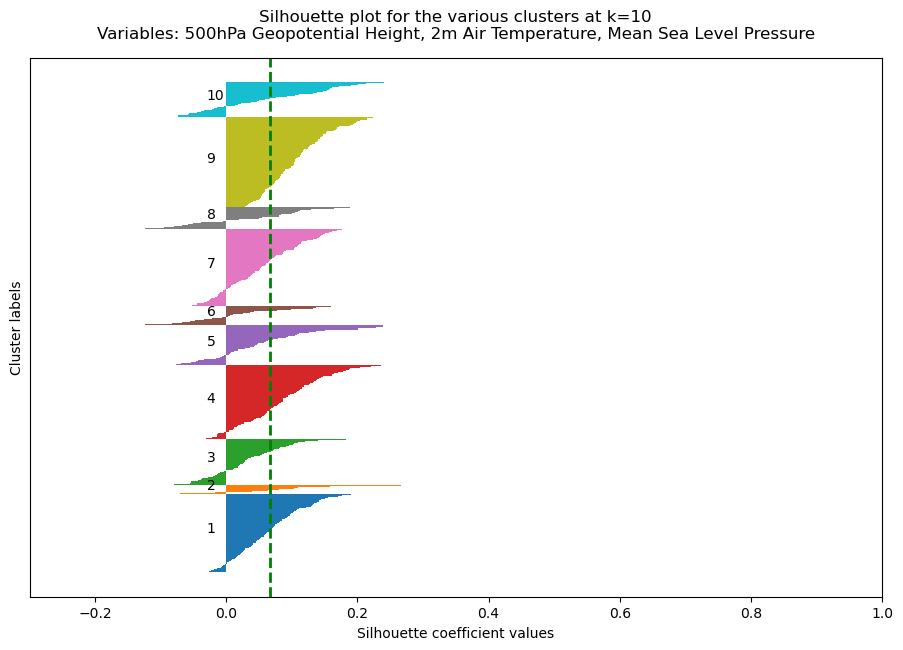 Silhouette plot for the various clusters at k=10
Variables: 500hPa Geopotential Height, 2m Air Temperature, Mean Sea Level Pressure
Cluster labels
10
9
8
7
6
5
4
3
2
1
−0.2 0.0 0.2 0.4 0.6 0.8 1.0
Silhouette coefficient values